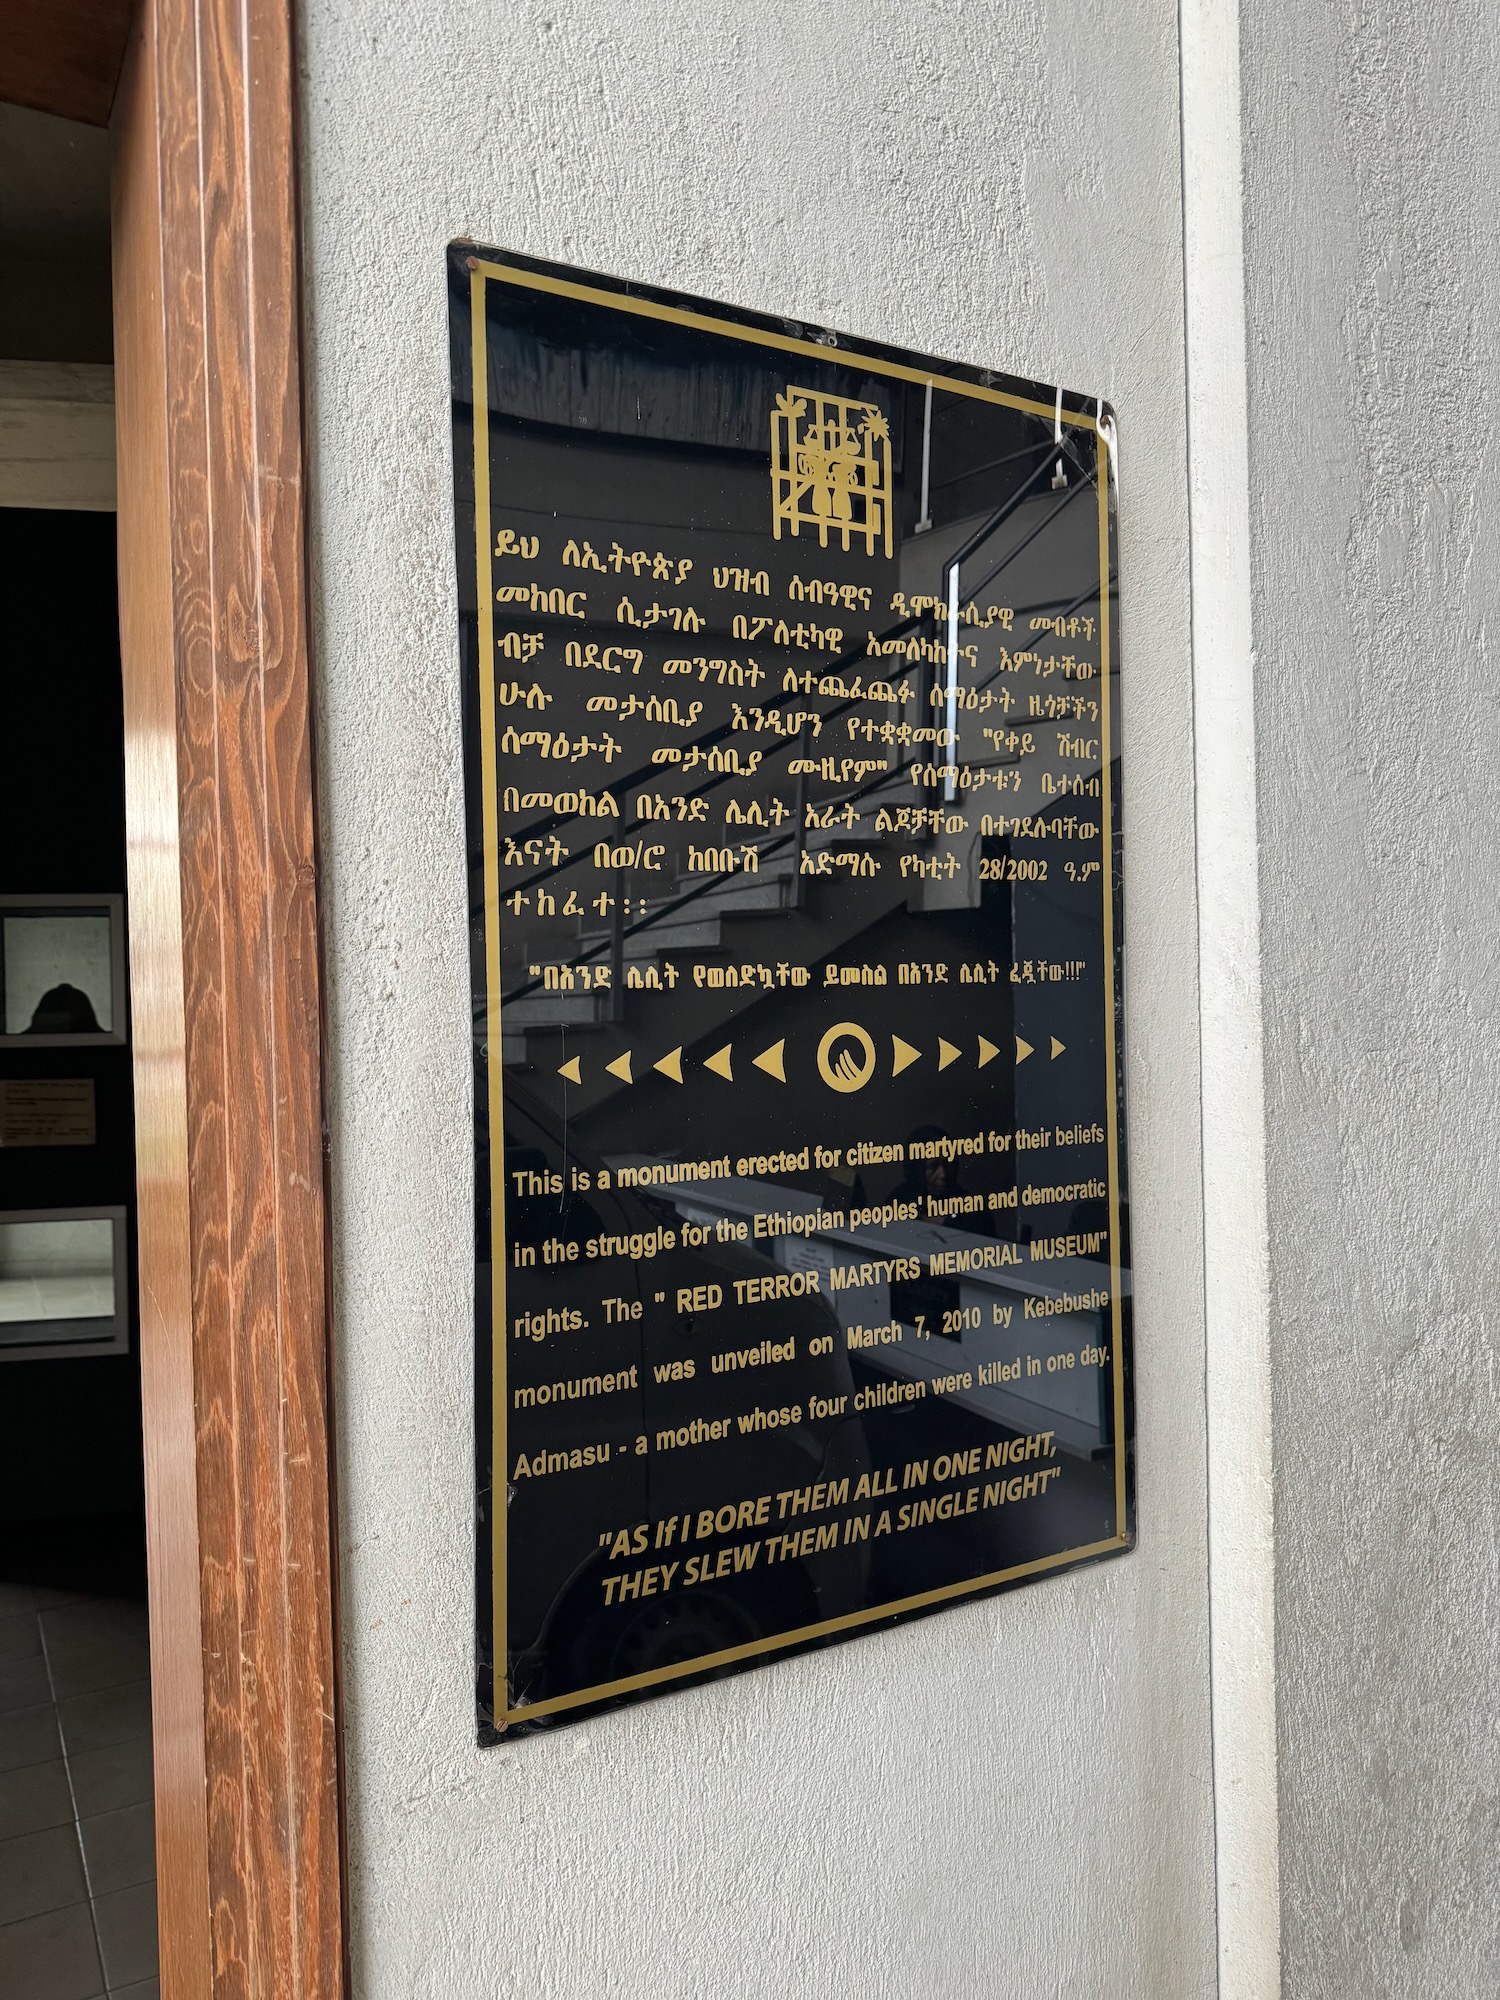 ይህ ለኢትዮጵያ ህዝብ ሰብዓዊና ዲሞክራሲያዊ መብቶች
መከበር ሲታገሉ በፖለቲካዊ አመለካከትና እምነታቸው
ብቻ በደርግ መንግስት ለተጨፈጨፉ ሰማዕታት ዜጎቻችን
ሁሉ መታሰቢያ እንዲሆን የተቋቋመው "የቀይ ሽብር
ሰማዕታት መታሰቢያ ሙዚየም" የሰማዕታቱን ቤተሰብ
በመወከል በአንድ ሌሊት አራት ልጆቻቸው በተገደሉባቸው
እናት በወ/ሮ ከበቡሽ አድማሱ የካቲት 28/2002 ዓ.ም
ተከፈተ::
"በአንድ ሌሊት የወለድኳቸው ይመስል በአንድ ሌሊት ፈጇቸው!!!"
This is a monument erected for citizen martyred for their beliefs
in the struggle for the Ethiopian peoples' human and democratic
rights. The " RED TERROR MARTYRS MEMORIAL MUSEUM"
monument was unveiled on March 7, 2010 by Kebebushe
Admasu - a mother whose four children were killed in one day.
"AS If I BORE THEM ALL IN ONE NIGHT,
THEY SLEW THEM IN A SINGLE NIGHT"